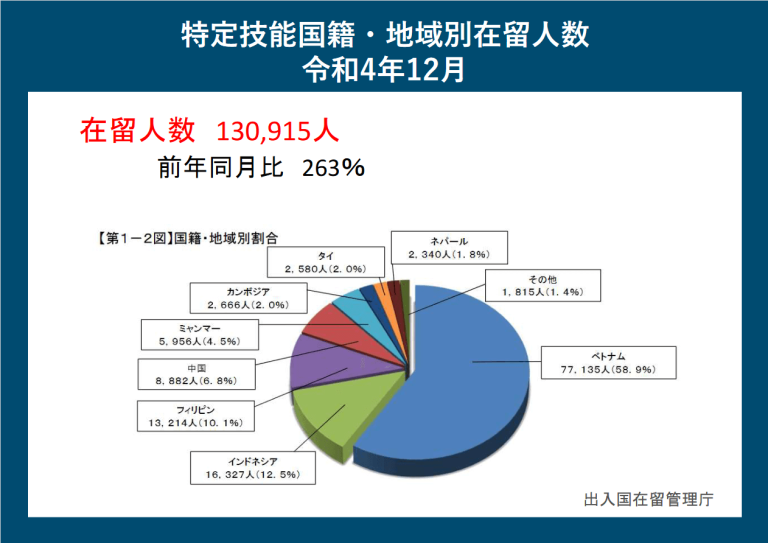 特定技能国籍・地域別在留人数
令和4年12月
在留人数 130,915人
前年同月比 263%
【第1－2図】国籍・地域別割合
ネパール
2,340人(1.8%)
タイ
2,580人(2.0%)
その他
1,815人(1.4%)
カンボジア
2,666人(2.0%)
ミャンマー
5,956人(4.5%)
ベトナム
77,135人(58.9%)
中国
8,882人(6.8%)
フィリピン
13,214人(10.1%)
インドネシア
16,327人(12.5%)
出入国在留管理庁